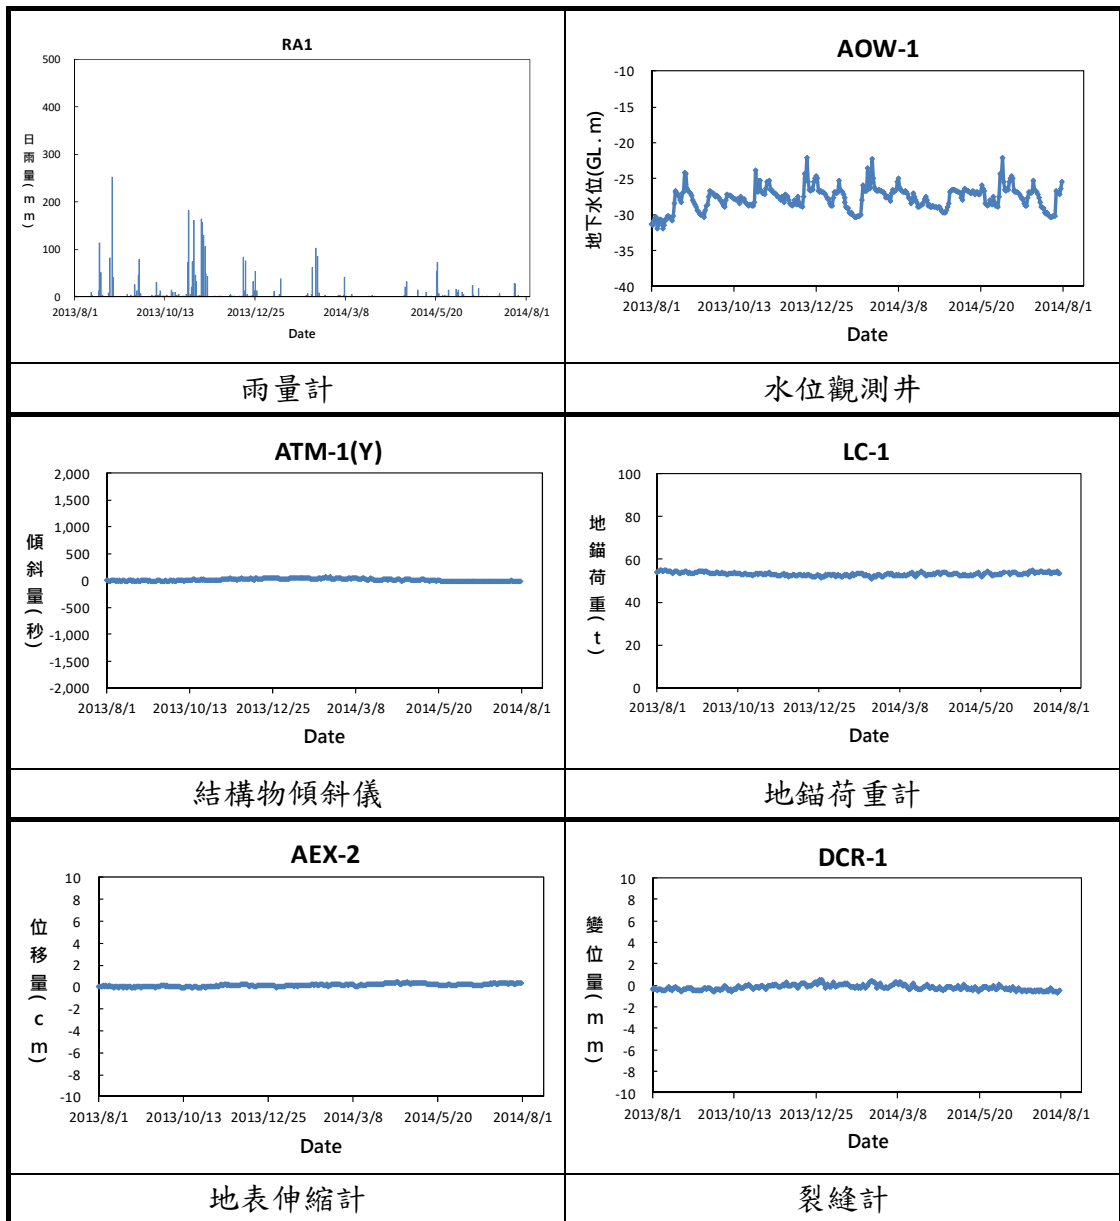 RA1
500
400
300
200
100
0
日雨量(mm)
2013/8/1 2013/10/13 2013/12/25 2014/3/8 2014/5/20 2014/8/1
Date
雨量計
AOW-1
-10
-15
-20
-25
-30
-35
-40
地下水位(GL.m)
2013/8/1 2013/10/13 2013/12/25 2014/3/8 2014/5/20 2014/8/1
Date
水位觀測井
ATM-1(Y)
2,000
1,500
1,000
500
0
-500
-1,000
-1,500
-2,000
傾斜量(秒)
2013/8/1 2013/10/13 2013/12/25 2014/3/8 2014/5/20 2014/8/1
Date
結構物傾斜儀
LC-1
100
80
60
40
20
0
地錨荷重(t)
2013/8/1 2013/10/13 2013/12/25 2014/3/8 2014/5/20 2014/8/1
Date
地錨荷重計
AEX-2
10
8
6
4
2
0
-2
-4
-6
-8
-10
位移量(cm)
2013/8/1 2013/10/13 2013/12/25 2014/3/8 2014/5/20 2014/8/1
Date
地表伸縮計
DCR-1
10
8
6
4
2
0
-2
-4
-6
-8
-10
變位量(mm)
2013/8/1 2013/10/13 2013/12/25 2014/3/8 2014/5/20 2014/8/1
Date
裂縫計